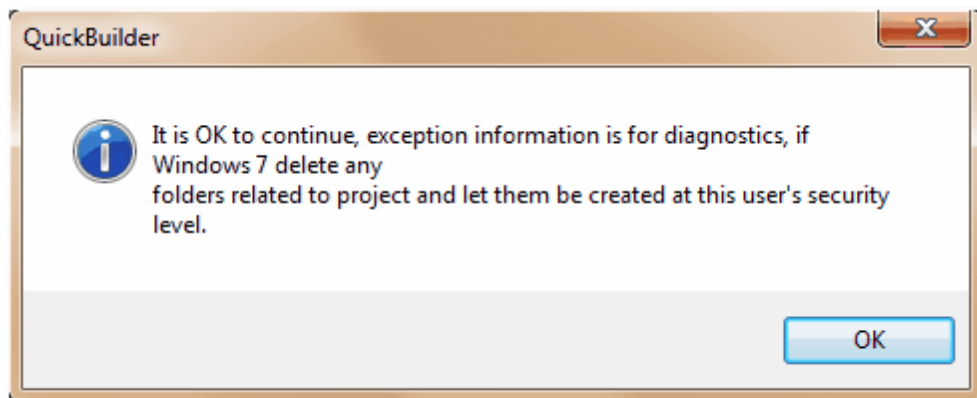 QuickBuilder
It is OK to continue, exception information is for diagnostics, if
Windows 7 delete any
folders related to project and let them be created at this user's security
level.
OK